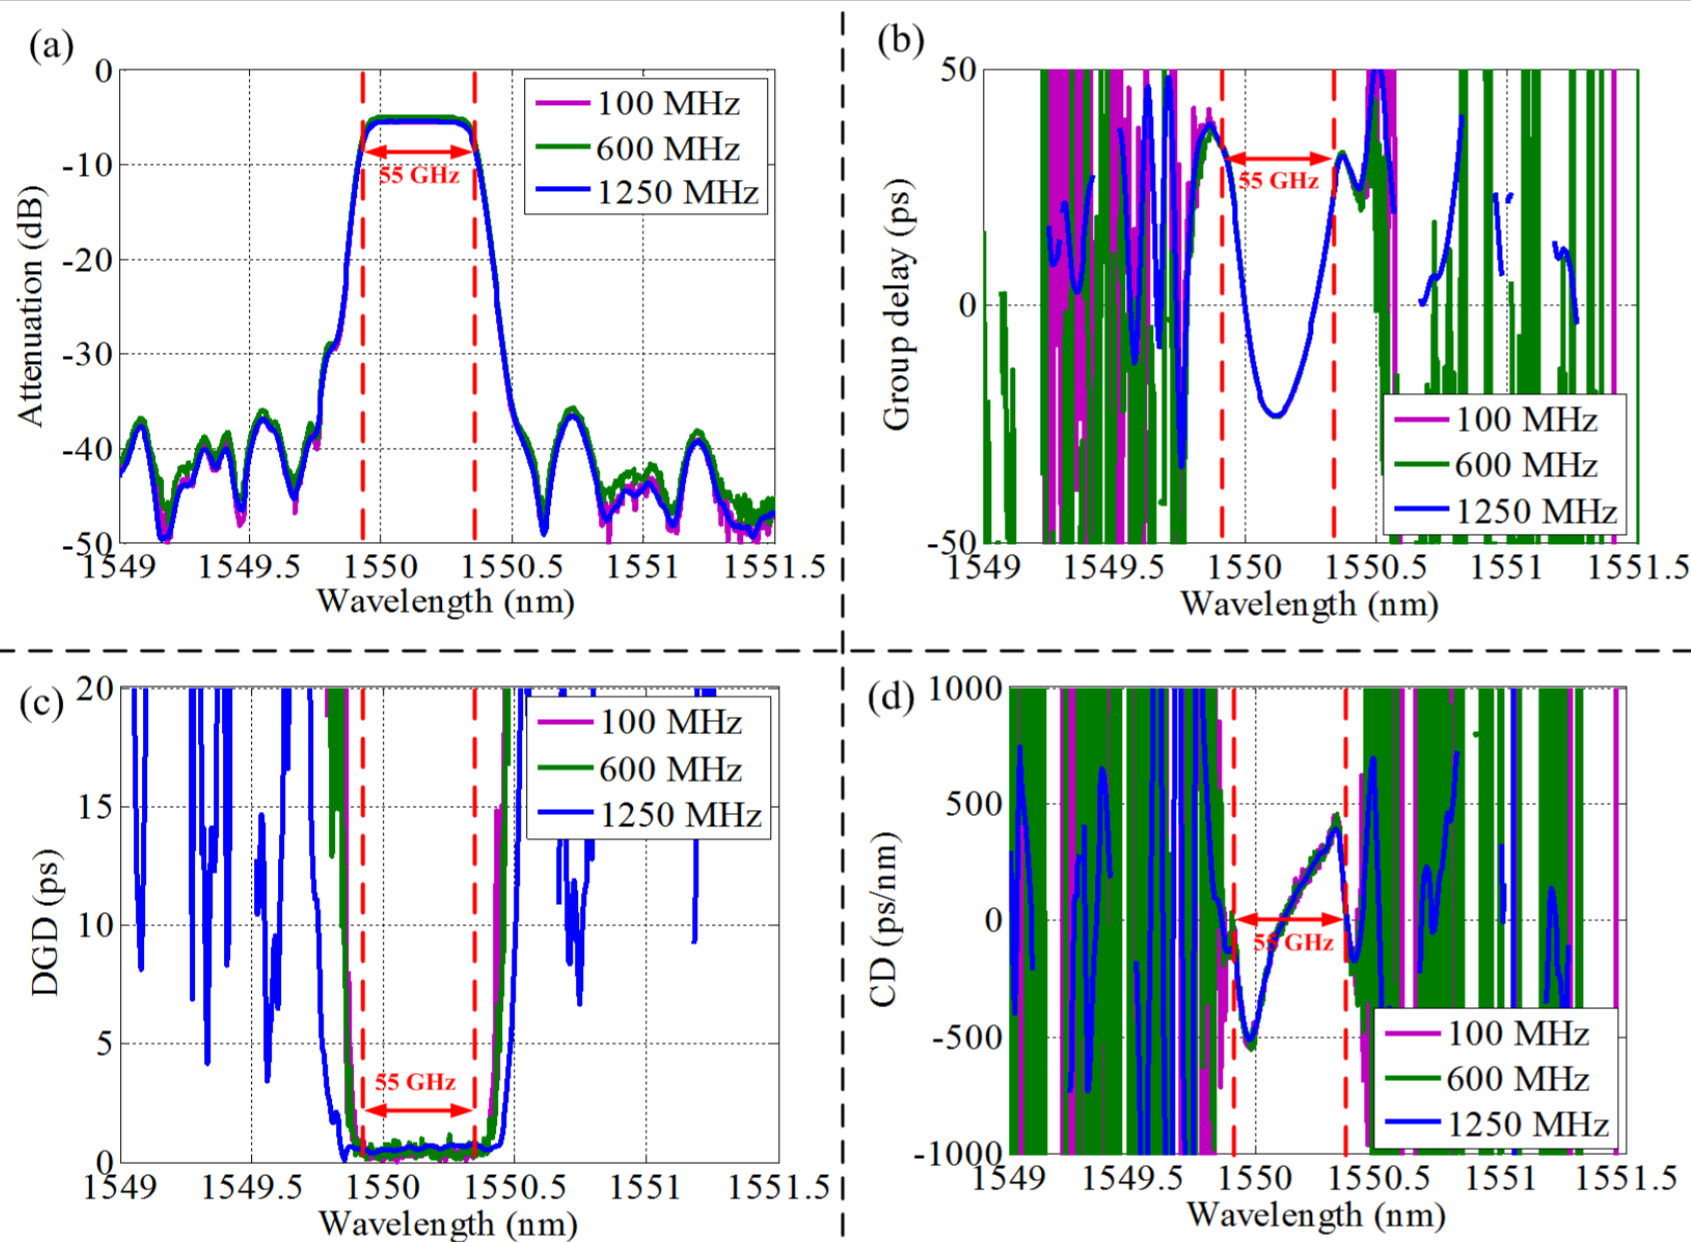 (a)
0
-10
-20
-30
-40
-50
Attenuation (dB)
100 MHz
600 MHz
1250 MHz
55 GHz
1549
1549.5
1550
1550.5
1551
1551.5
Wavelength (nm)
(b)
50
0
-50
Group delay (ps)
55 GHz
100 MHz
600 MHz
1250 MHz
1549
1549.5
1550
1550.5
1551
1551.5
Wavelength (nm)
(c)
20
15
10
5
0
DGD (ps)
100 MHz
600 MHz
1250 MHz
55 GHz
1549
1549.5
1550
1550.5
1551
1551.5
Wavelength (nm)
(d)
1000
500
0
-500
-1000
CD (ps/nm)
55 GHz
100 MHz
600 MHz
1250 MHz
1549
1549.5
1550
1550.5
1551
1551.5
Wavelength (nm)